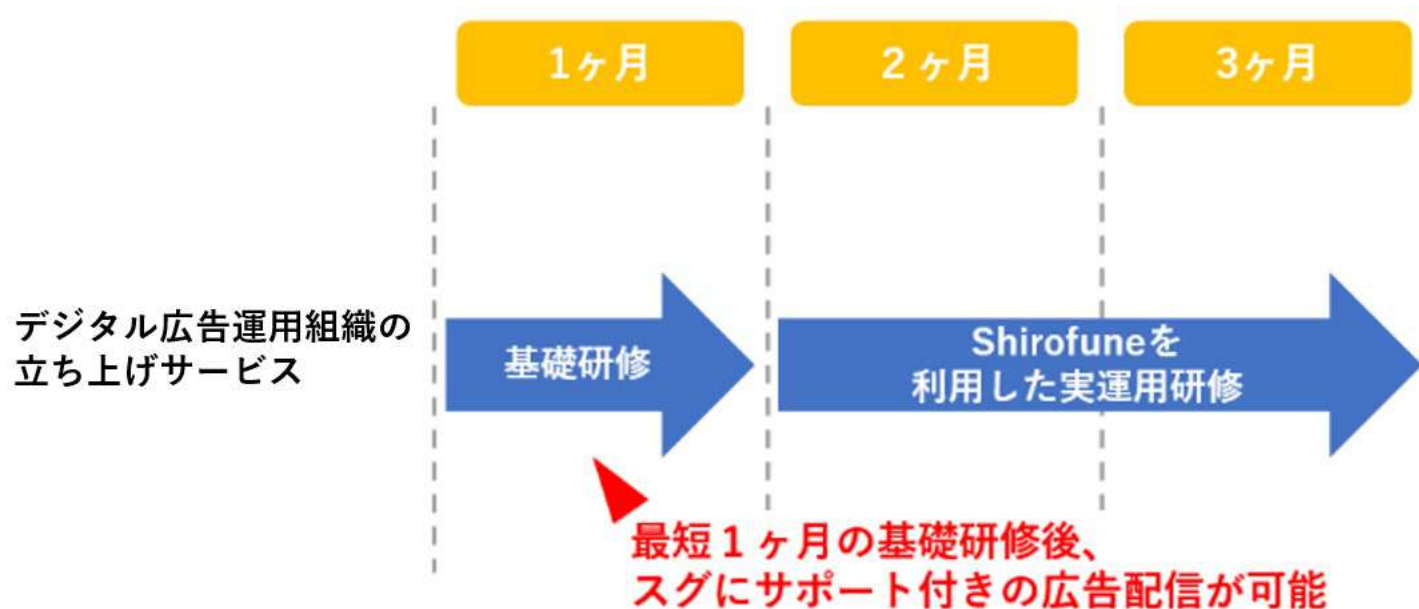 1ヶ月
2ヶ月
3ヶ月
デジタル広告運用組織の
立ち上げサービス
基礎研修
Shirofuneを
利用した実運用研修
最短1ヶ月の基礎研修後、
スグにサポート付きの広告配信が可能